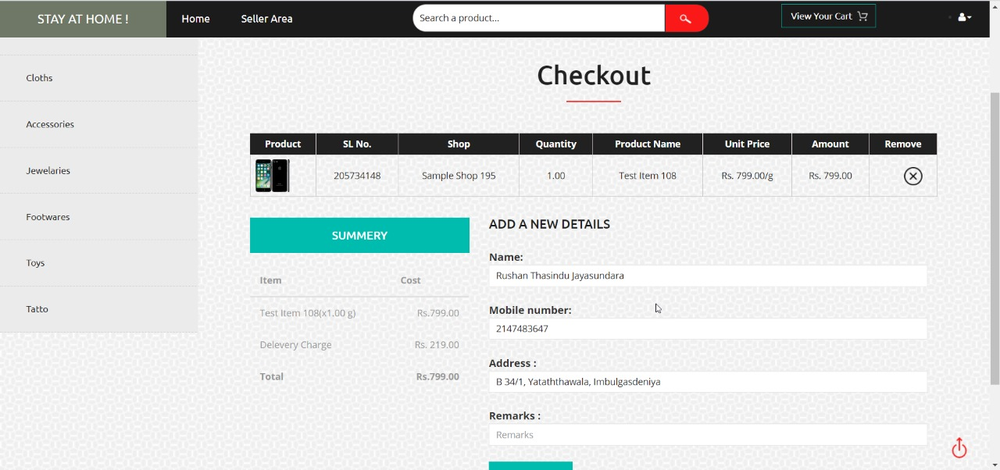 STAY AT HOME !
Home
Seller Area
Search a product...
View Your Cart
Cloths
Accessories
Jewelaries
Footwares
Toys
Tatto
Checkout
Product SL No. Shop Quantity Product Name Unit Price Amount Remove
205734148 Sample Shop 195 1.00 Test Item 108 Rs. 799.00/g Rs. 799.00
SUMMERY
Item Cost
Test Item 108(x1.00 g) Rs.799.00
Delevery Charge Rs. 219.00
Total Rs.799.00
ADD A NEW DETAILS
Name:
Rushan Thasindu Jayasundara
Mobile number:
2147483647
Address :
B 34/1, Yataththawala, Imbulgasdeniya
Remarks :
Remarks